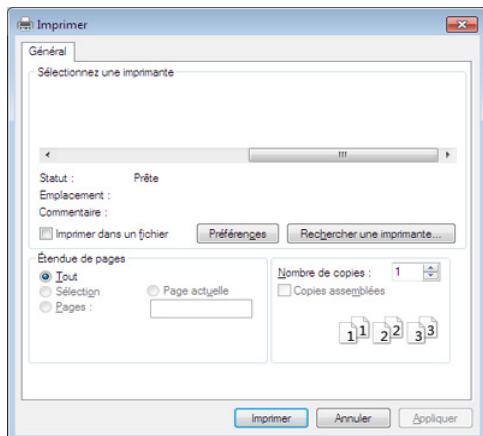 Imprimer
Général
Sélectionnez une imprimante
Statut : Prête
Emplacement :
Commentaire :
Imprimer dans un fichier Préférences Rechercher une imprimante...
Étendue de pages
Tout
Sélection Page actuelle
Pages :
Nombre de copies : 1
Copies assemblées
1 1 2 2 3 3
Imprimer Annuler Appliquer